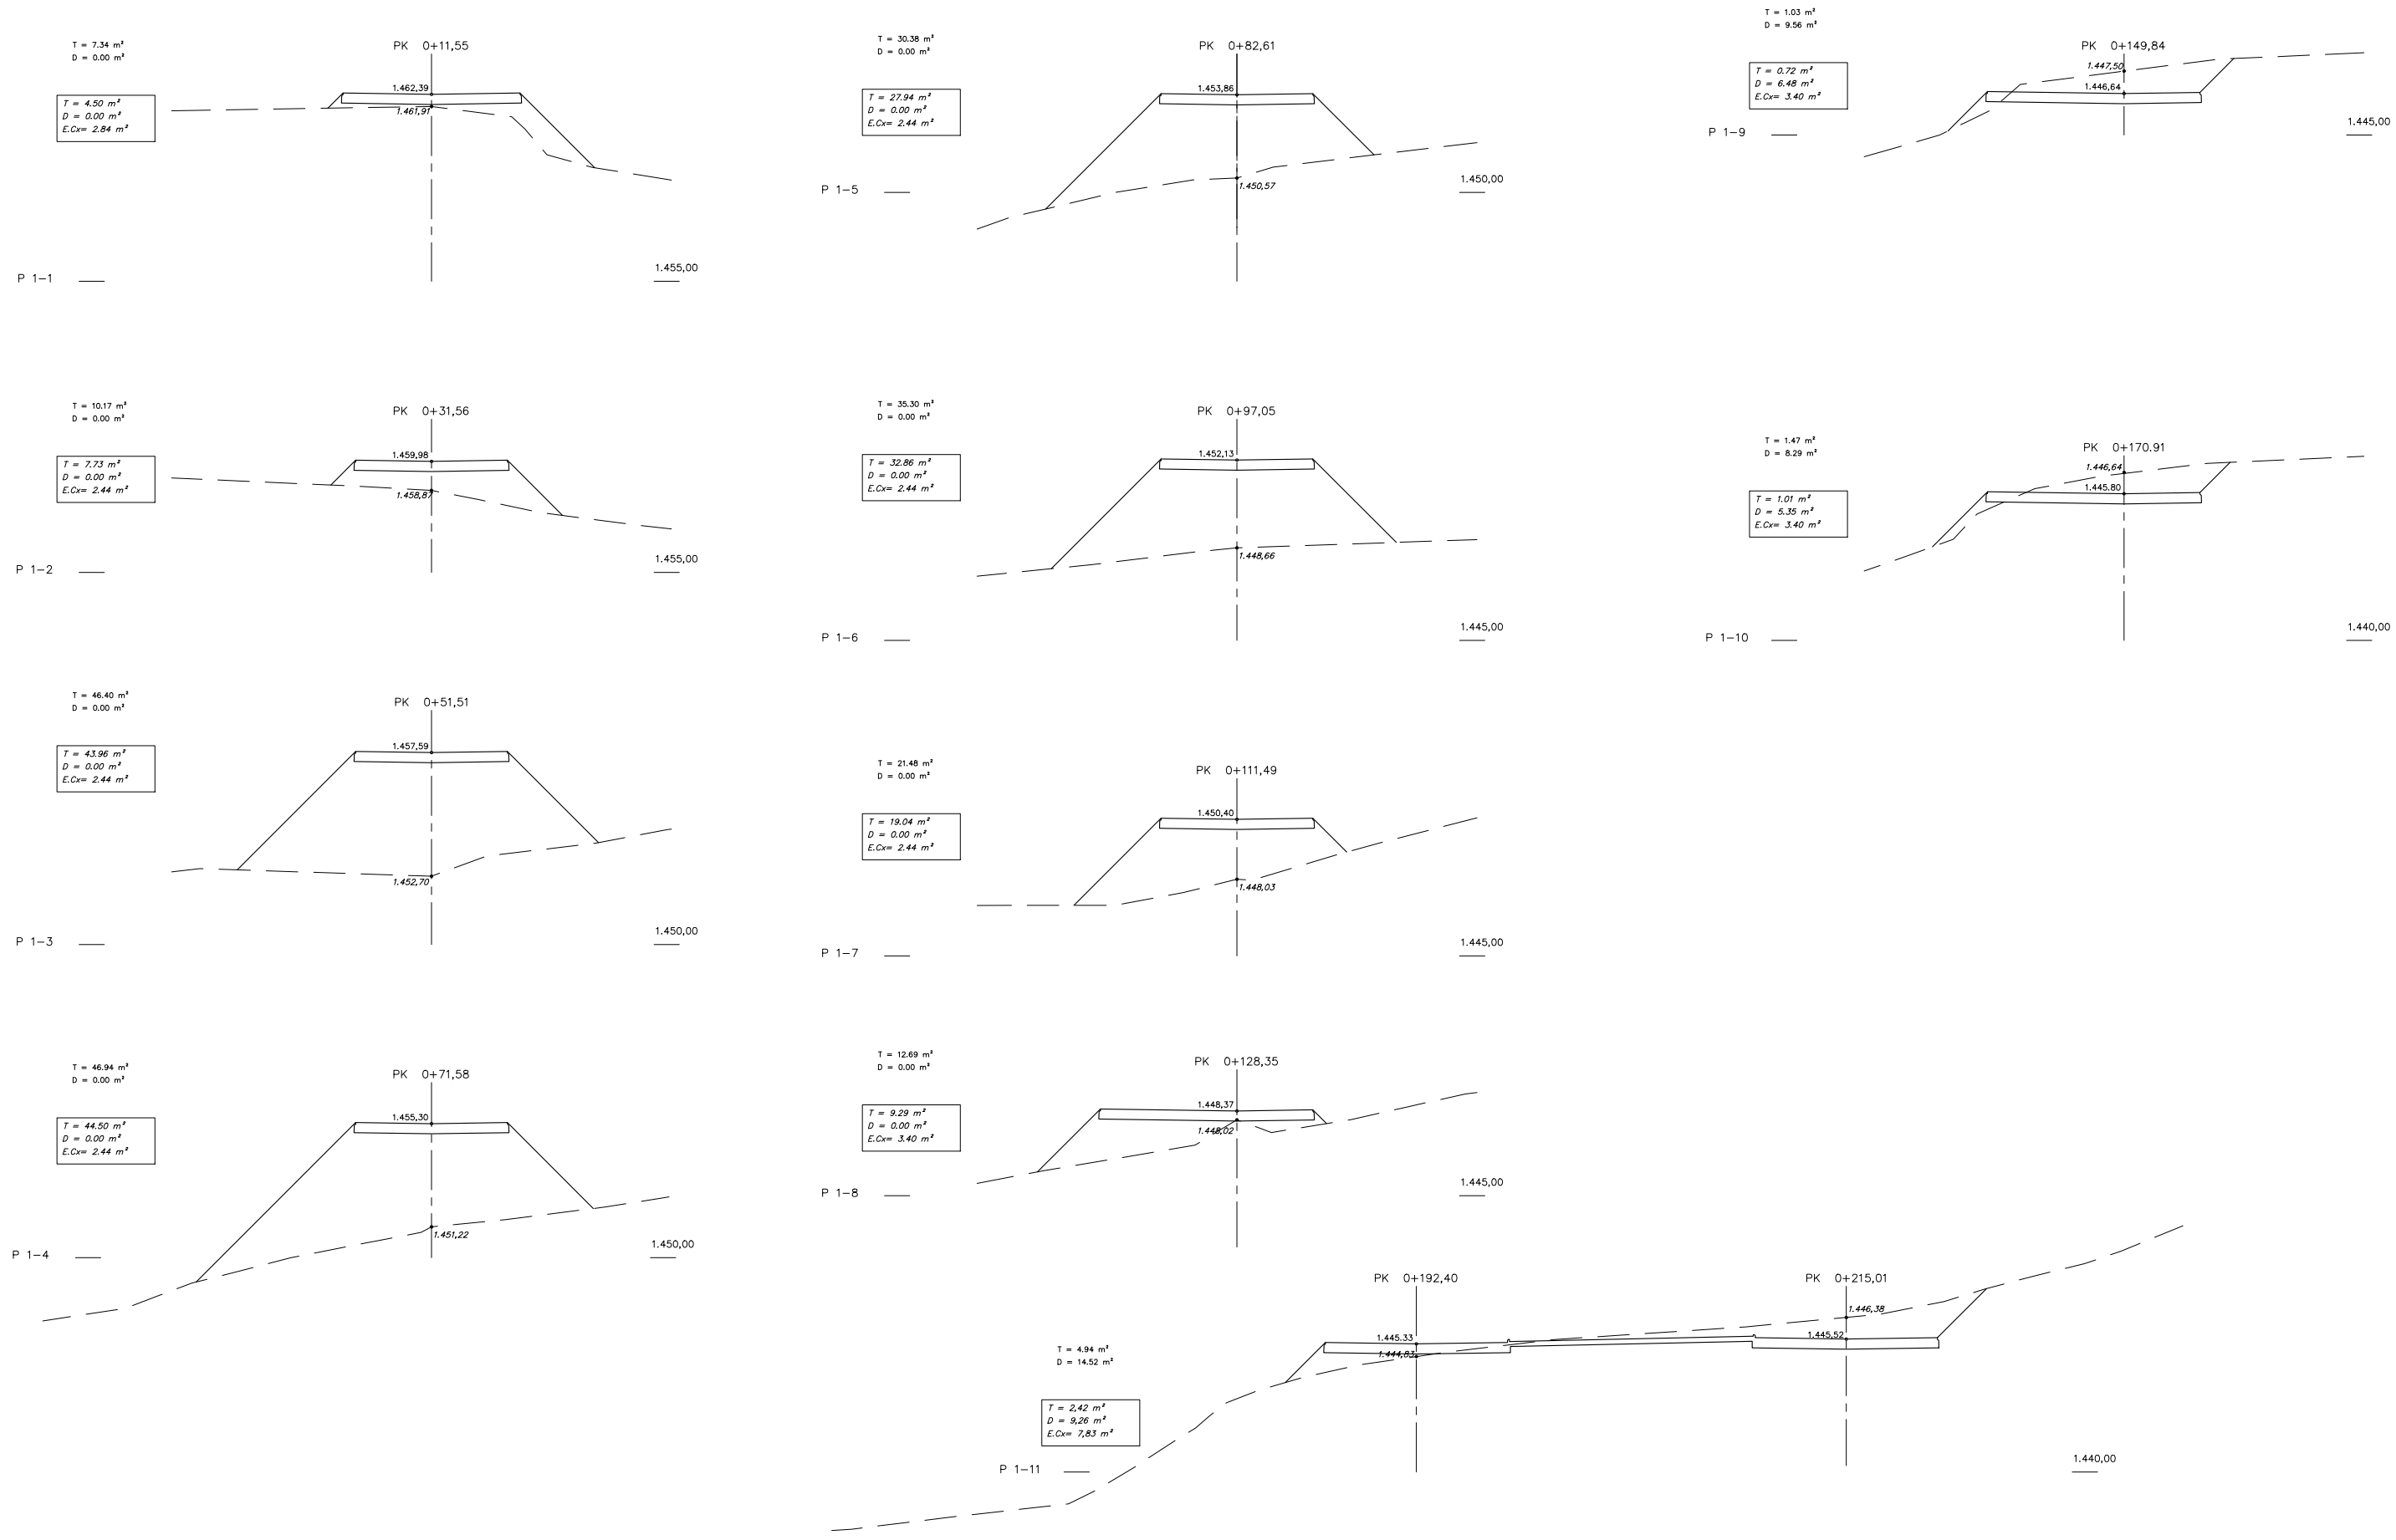 T = 7.34 m²
D = 0.00 m²
PK 0+11,55
T = 4.50 m²
D = 0.00 m²
E.Cx= 2.84 m²
1.462,39
1.461,91
P 1-1
1.455,00
T = 10.17 m²
D = 0.00 m²
PK 0+31,56
T = 7.73 m²
D = 0.00 m²
E.Cx= 2.44 m²
1.459,98
1.458,87
P 1-2
1.455,00
T = 46.40 m²
D = 0.00 m²
PK 0+51,51
T = 43.96 m²
D = 0.00 m²
E.Cx= 2.44 m²
1.457,59
1.452,70
P 1-3
1.450,00
T = 46.94 m²
D = 0.00 m²
PK 0+71,58
T = 44.50 m²
D = 0.00 m²
E.Cx= 2.44 m²
1.455,30
1.451,22
P 1-4
1.450,00
T = 30.38 m²
D = 0.00 m²
PK 0+82,61
T = 27.94 m²
D = 0.00 m²
E.Cx= 2.44 m²
1.453,86
1.450,57
P 1-5
1.450,00
T = 35.30 m²
D = 0.00 m²
PK 0+97,05
T = 32.86 m²
D = 0.00 m²
E.Cx= 2.44 m²
1.452,13
1.448,66
P 1-6
1.445,00
T = 21.48 m²
D = 0.00 m²
PK 0+111,49
T = 19.04 m²
D = 0.00 m²
E.Cx= 2.44 m²
1.450,40
1.448,03
P 1-7
1.445,00
T = 12.69 m²
D = 0.00 m²
PK 0+128,35
T = 9.29 m²
D = 0.00 m²
E.Cx= 3.40 m²
1.448,37
1.448,02
P 1-8
1.445,00
T = 1.03 m²
D = 9.56 m²
PK 0+149,84
T = 0.72 m²
D = 6.48 m²
E.Cx= 3.40 m²
1.447,50
1.446,64
P 1-9
1.445,00
T = 1.47 m²
D = 8.29 m²
PK 0+170.91
T = 1.01 m²
D = 5.35 m²
E.Cx= 3.40 m²
1.446,64
1.445.80
P 1-10
1.440,00
PK 0+192,40
PK 0+215,01
T = 4.94 m²
D = 14.52 m²
T = 2,42 m²
D = 9,26 m²
E.Cx= 7,83 m²
1.445.33
1.444,83
1.446,38
1.445,52
P 1-11
1.440,00